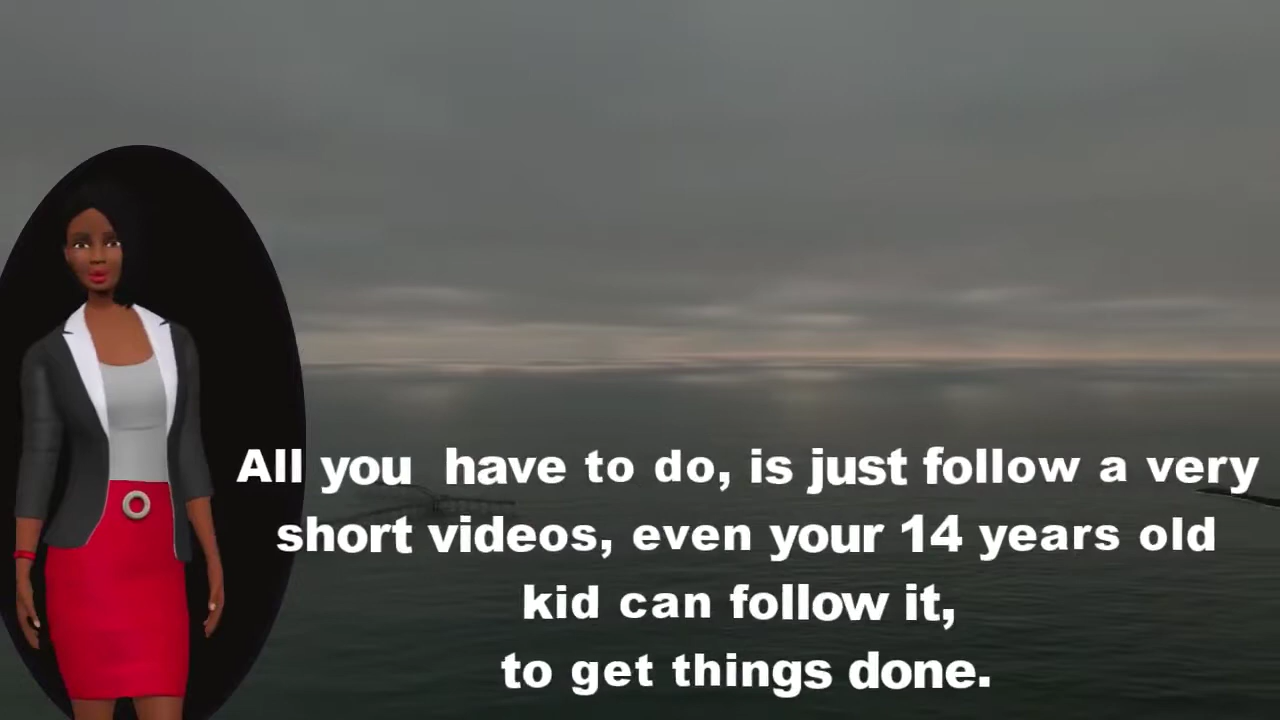 All you have to do, is just follow a very
short videos, even your 14 years old
kid can follow it,
to get things done.